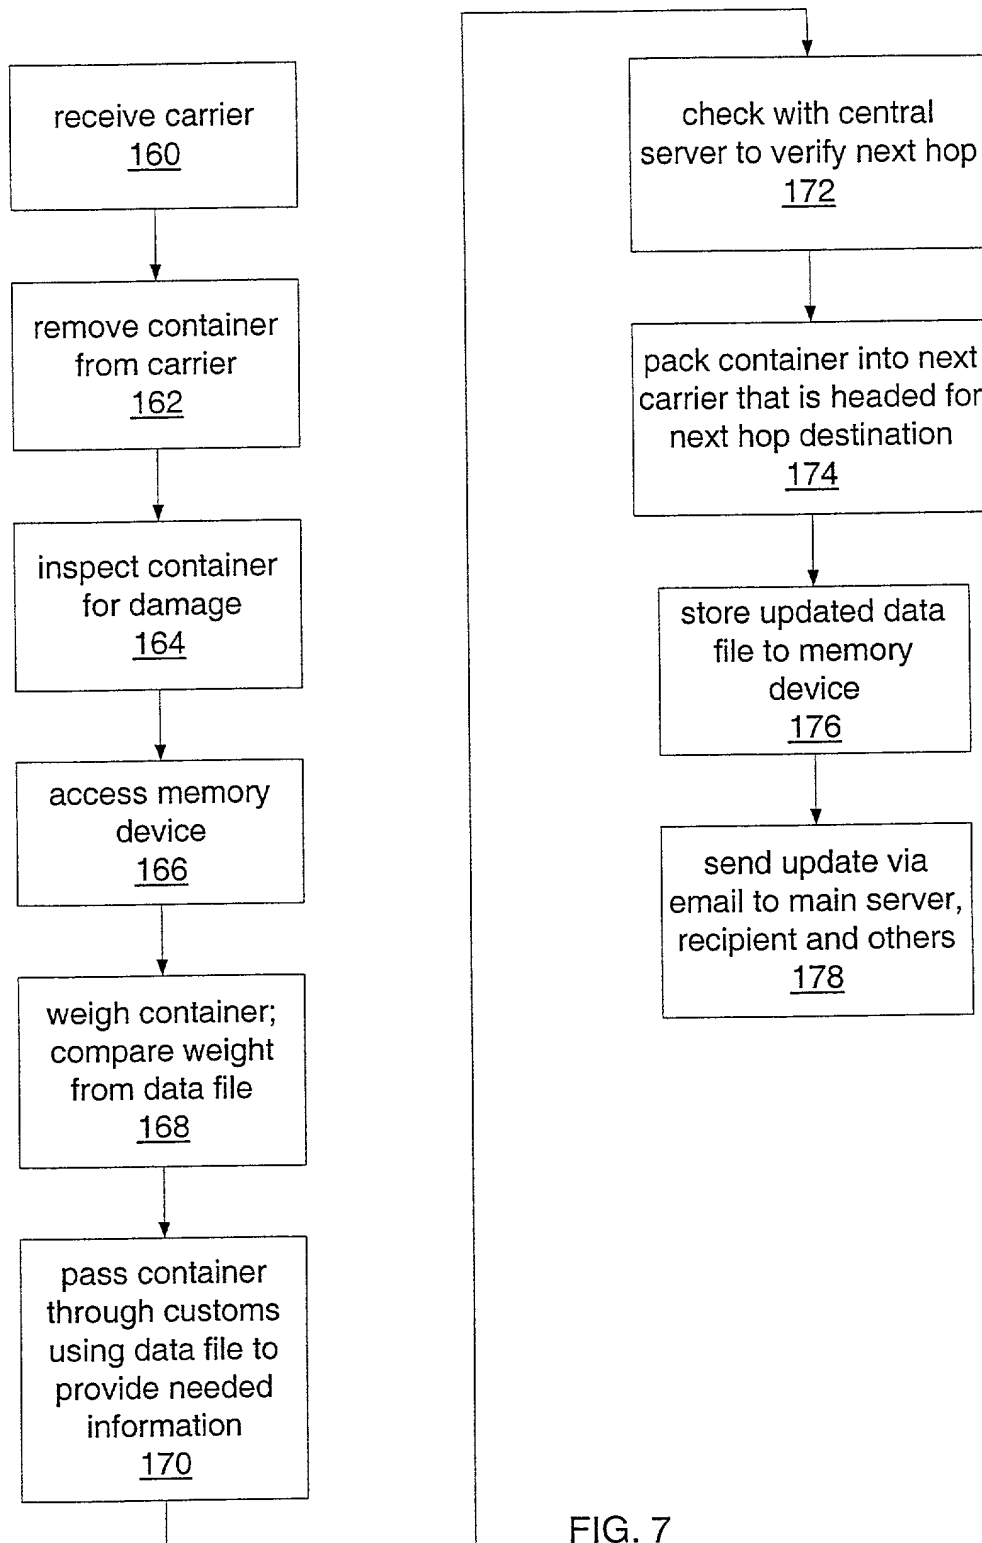 receive carrier
160
remove container
from carrier
162
inspect container
for damage
164
access memory
device
166
weigh container;
compare weight
from data file
168
pass container
through customs
using data file to
provide needed
information
170
check with central
server to verify next hop
172
pack container into next
carrier that is headed for
next hop destination
174
store updated data
file to memory
device
176
send update via
email to main server,
recipient and others
178
FIG. 7